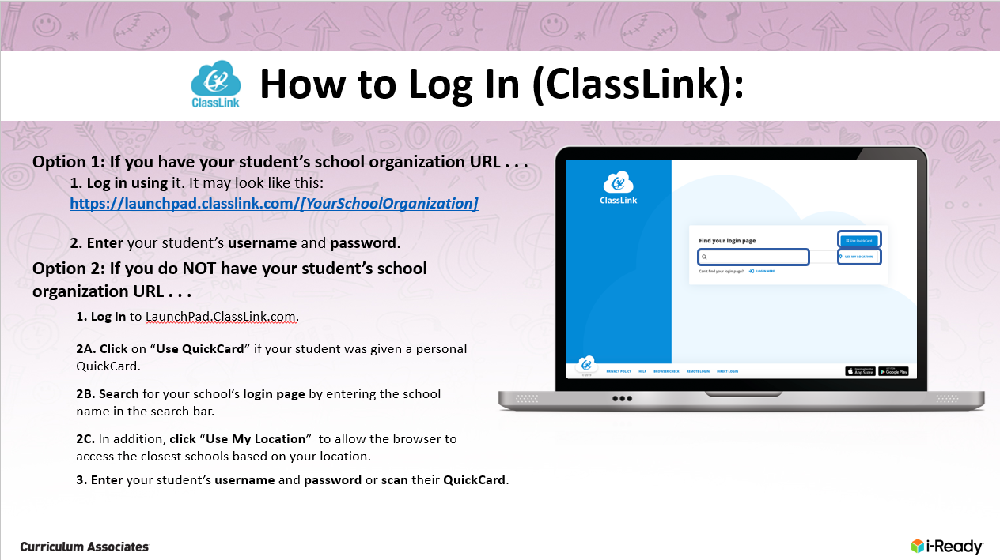 ClassLink
How to Log In (ClassLink):
Option 1: If you have your student’s school organization URL . . .
1. Log in using it. It may look like this:
https://launchpad.classlink.com/[YourSchoolOrganization]
2. Enter your student’s username and password.
Option 2: If you do NOT have your student’s school
organization URL . . .
1. Log in to LaunchPad.ClassLink.com.
2A. Click on “Use QuickCard” if your student was given a personal
QuickCard.
2B. Search for your school’s login page by entering the school
name in the search bar.
2C. In addition, click “Use My Location”  to allow the browser to
access the closest schools based on your location.
3. Enter your student’s username and password or scan their QuickCard.
ClassLink
Find your login page
Use QuickCard
USE MY LOCATION
Can't find your login page? LOGIN HERE
PRIVACY POLICY HELP BROWSER CHECK REMOTE LOGIN DIRECT LOGIN
App Store
Google Play
Curriculum Associates
i-Ready
BOOM